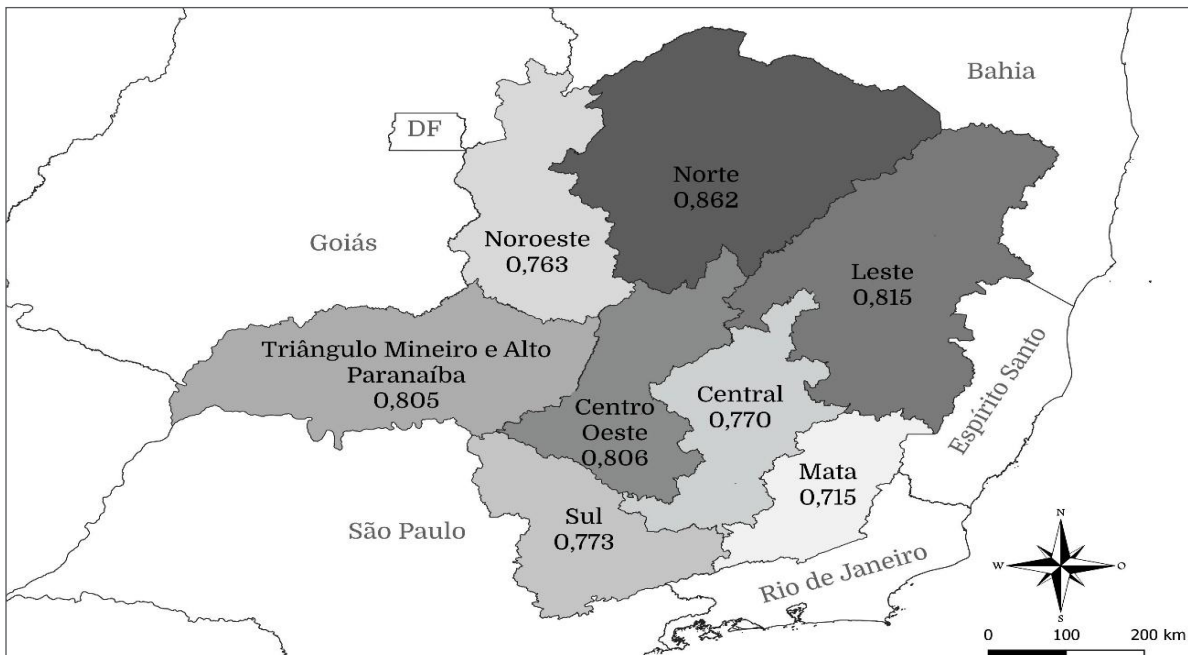 Bahia
DF
Norte
0,862
Goiás
Noroeste
0,763
Leste
0,815
Triângulo Mineiro e Alto
Paranaíba
0,805
Central
0,770
Centro
Oeste
0,806
Espírito Santo
Mata
0,715
São Paulo
Sul
0,773
Rio de Janeiro
N
W
O
S
0 100 200 km